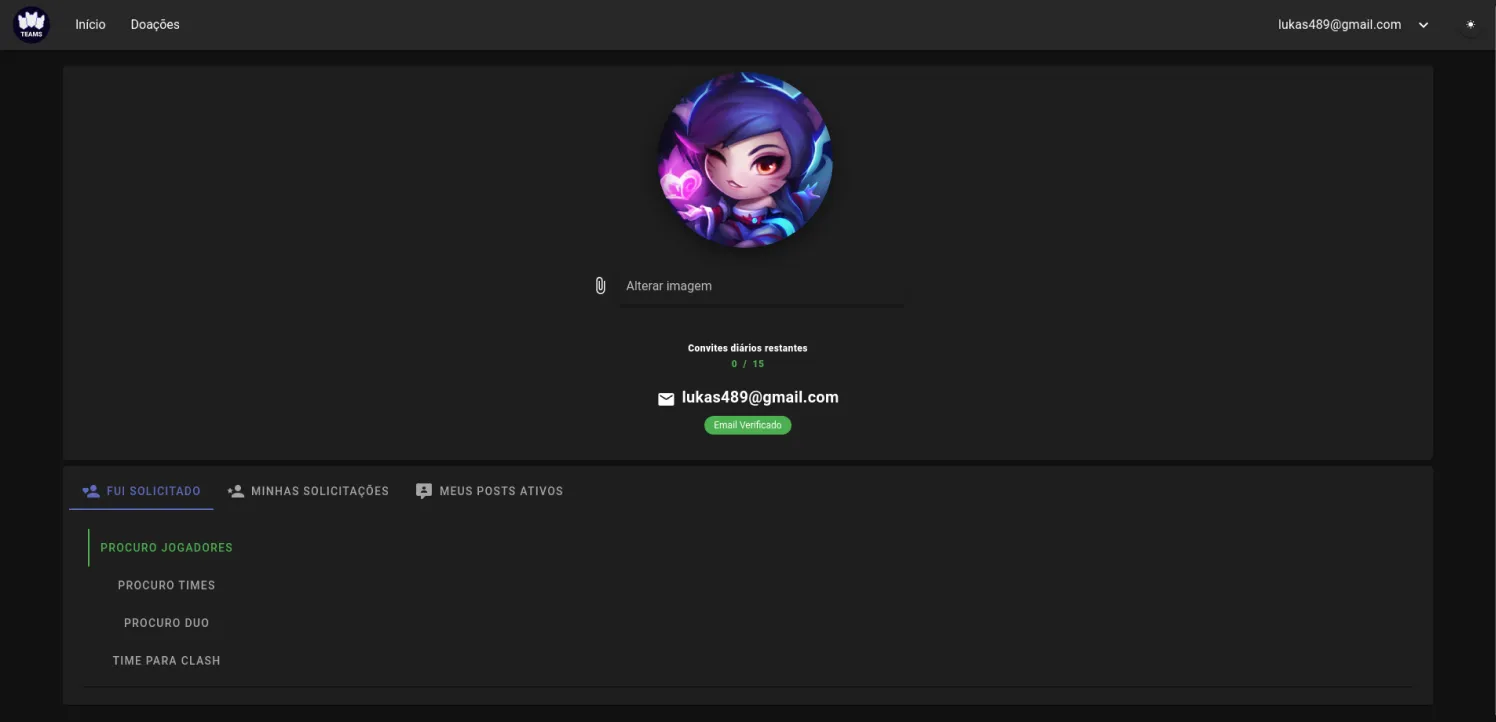 TEAMS
Início Doações lukas489@gmail.com
Alterar imagem
Convites diários restantes
0 / 15
lukas489@gmail.com
Email Verificado
FUI SOLICITADO MINHAS SOLICITAÇÕES MEUS POSTS ATIVOS
PROCURO JOGADORES
PROCURO TIMES
PROCURO DUO
TIME PARA CLASH